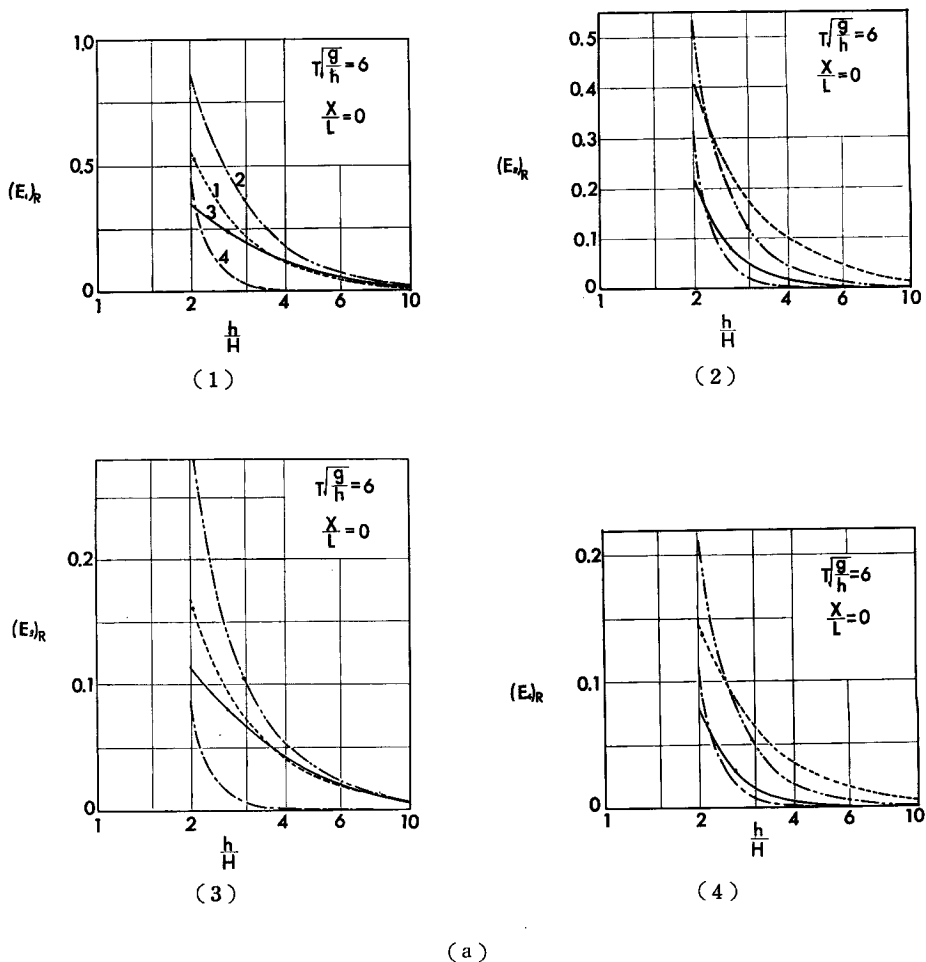 1.0
T√g/h=6
X/L=0
0.5
(E₁)R
1
2
3
4
0
1 2 4 6 10
h/H
(1)
0.5
T√g/h=6
0.4
X/L=0
0.3
(E₂)R
0.2
0.1
0
1 2 4 6 10
h/H
(2)
T√g/h=6
X/L=0
0.2
(E₃)R
0.1
0
1 2 4 6 10
h/H
(3)
0.2
T√g/h=6
X/L=0
0.1
(E₄)R
0
1 2 4 6 10
h/H
(4)
(a)